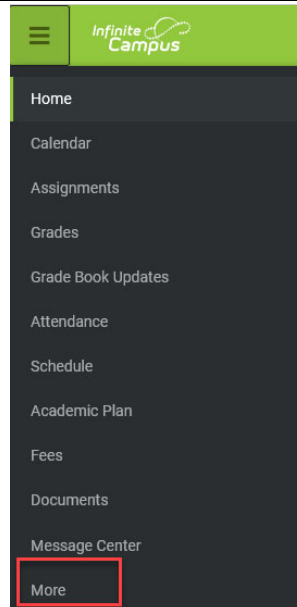 Infinite
Campus
Home
Calendar
Assignments
Grades
Grade Book Updates
Attendance
Schedule
Academic Plan
Fees
Documents
Message Center
More